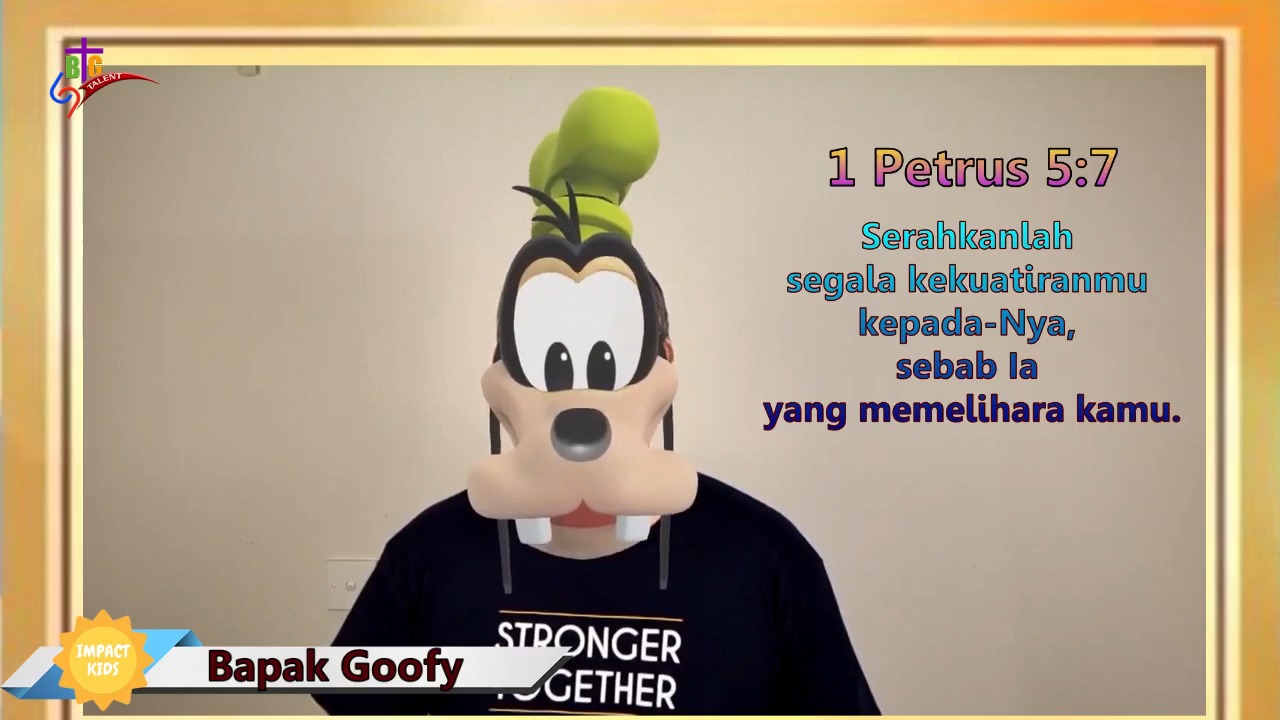 BTG
TALENT
1 Petrus 5:7
Serahkanlah
segala kekuatiranmu
kepada-Nya,
sebab Ia
yang memelihara kamu.
STRONGER
TOGETHER
IMPACT
KIDS
Bapak Goofy